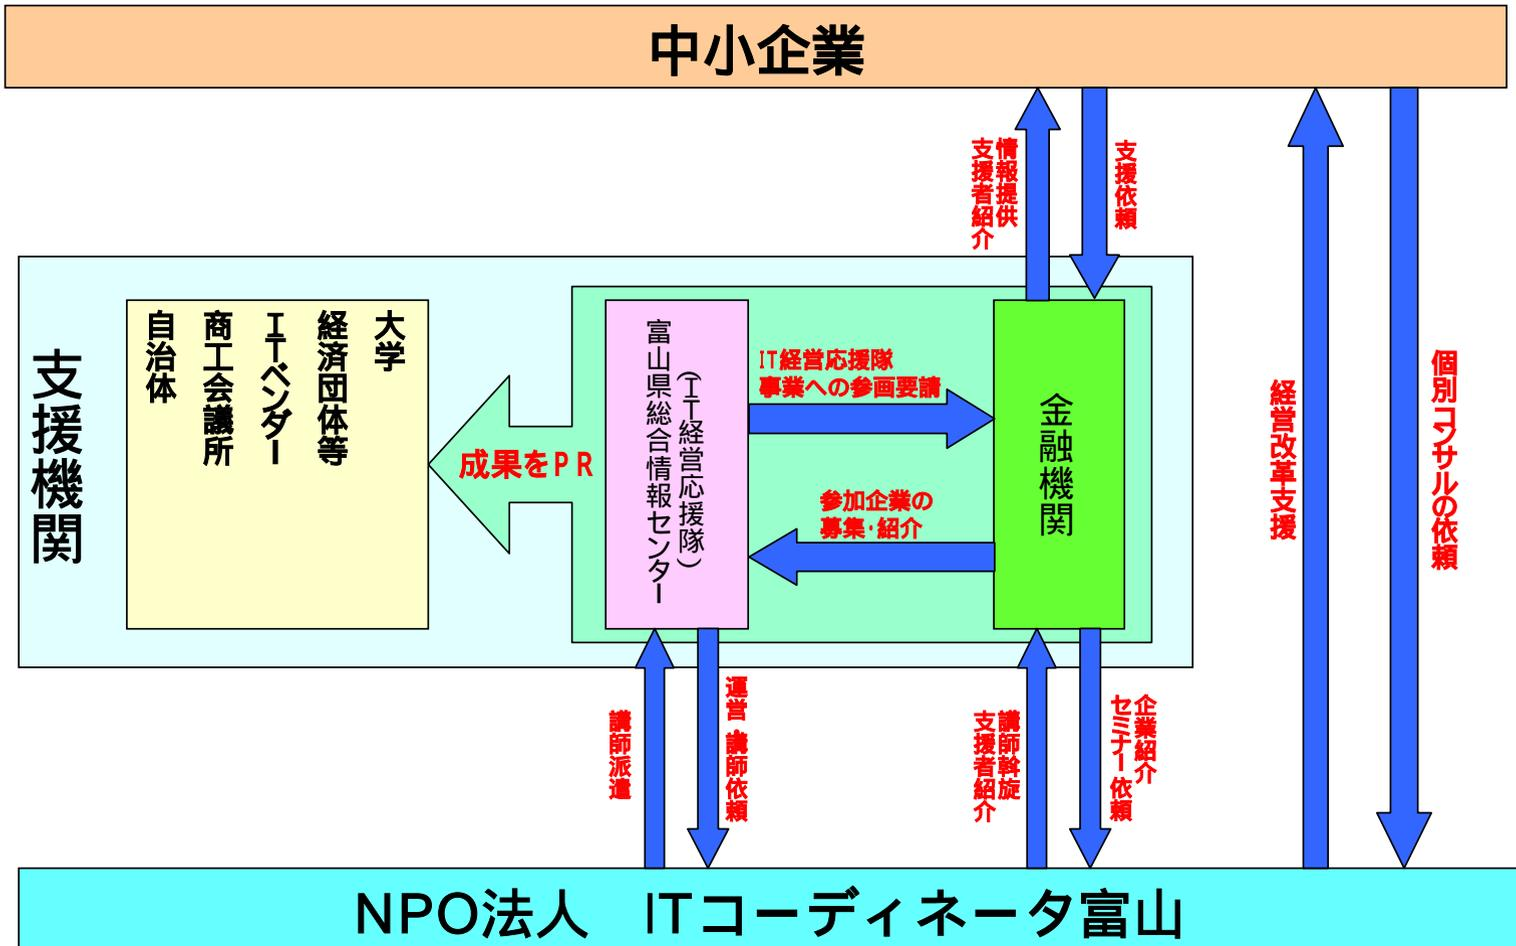 中小企業
情報提供
支援者紹介
支援依頼
経営改革支援
個別コンサルの依頼
支援機関
大学
経済団体等
ITベンダー
商工会議所
自治体
成果をPR
(IT経営応援隊)
富山県総合情報センター
IT経営応援隊
事業への参画要請
参加企業の
募集・紹介
金融機関
講師派遣
運営・講師依頼
講師斡旋
支援者紹介
企業紹介
セミナー依頼
NPO法人 ITコーディネータ富山